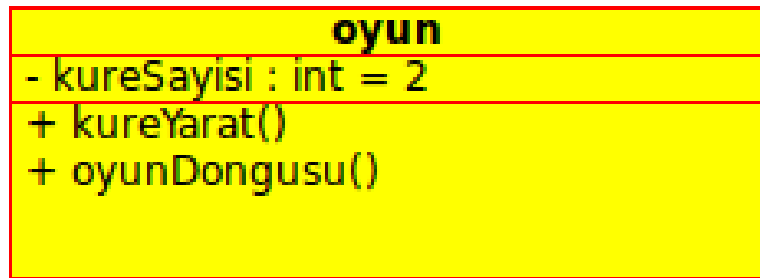 oyun
- kureSayisi : int = 2
+ kureYarat()
+ oyunDongusu()